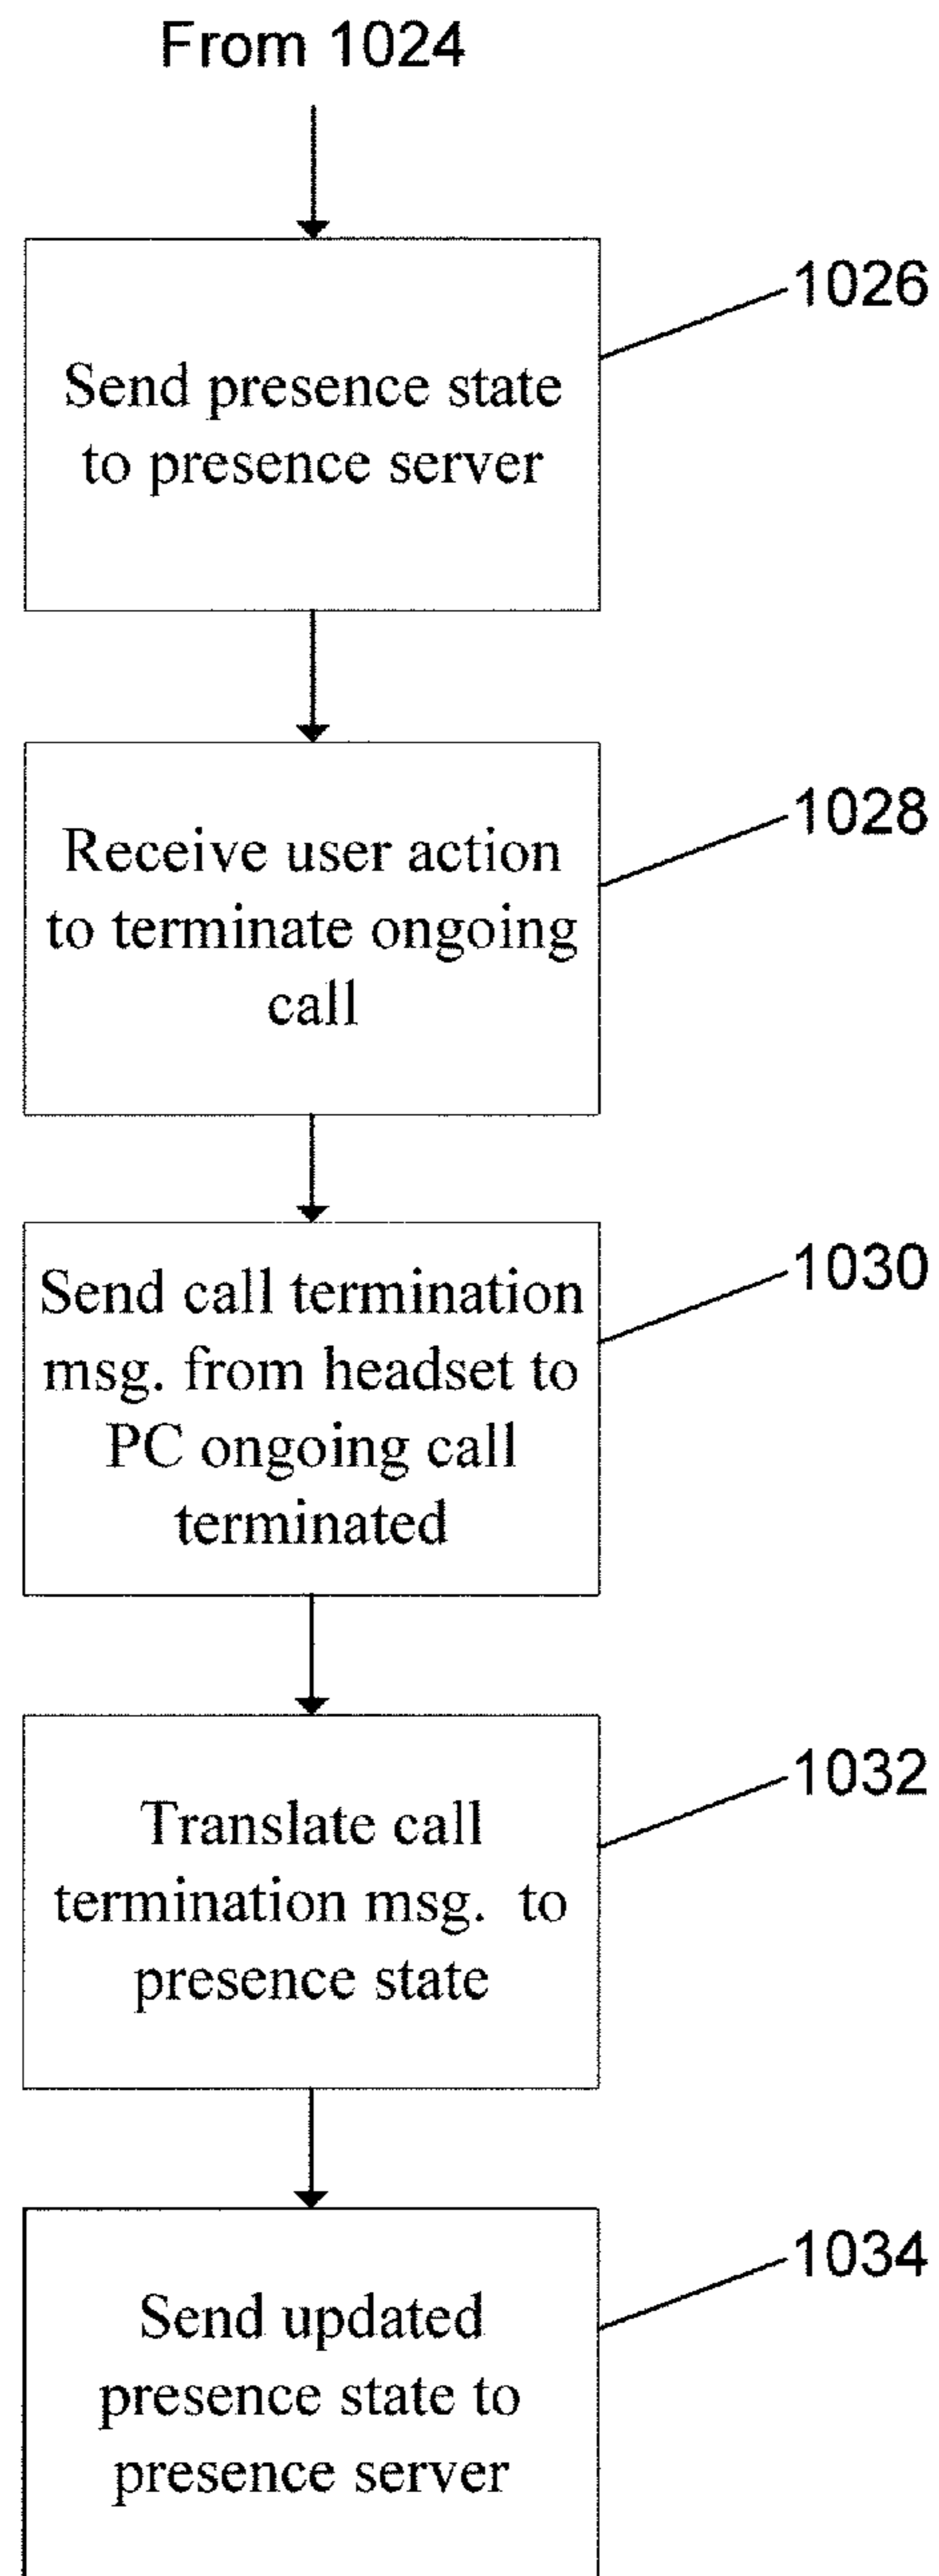 From 1024
1026
Send presence state
to presence server
1028
Receive user action
to terminate ongoing
call
1030
Send call termination
msg. from headset to
PC ongoing call
terminated
1032
Translate call
termination msg. to
presence state
1034
Send updated
presence state to
presence server